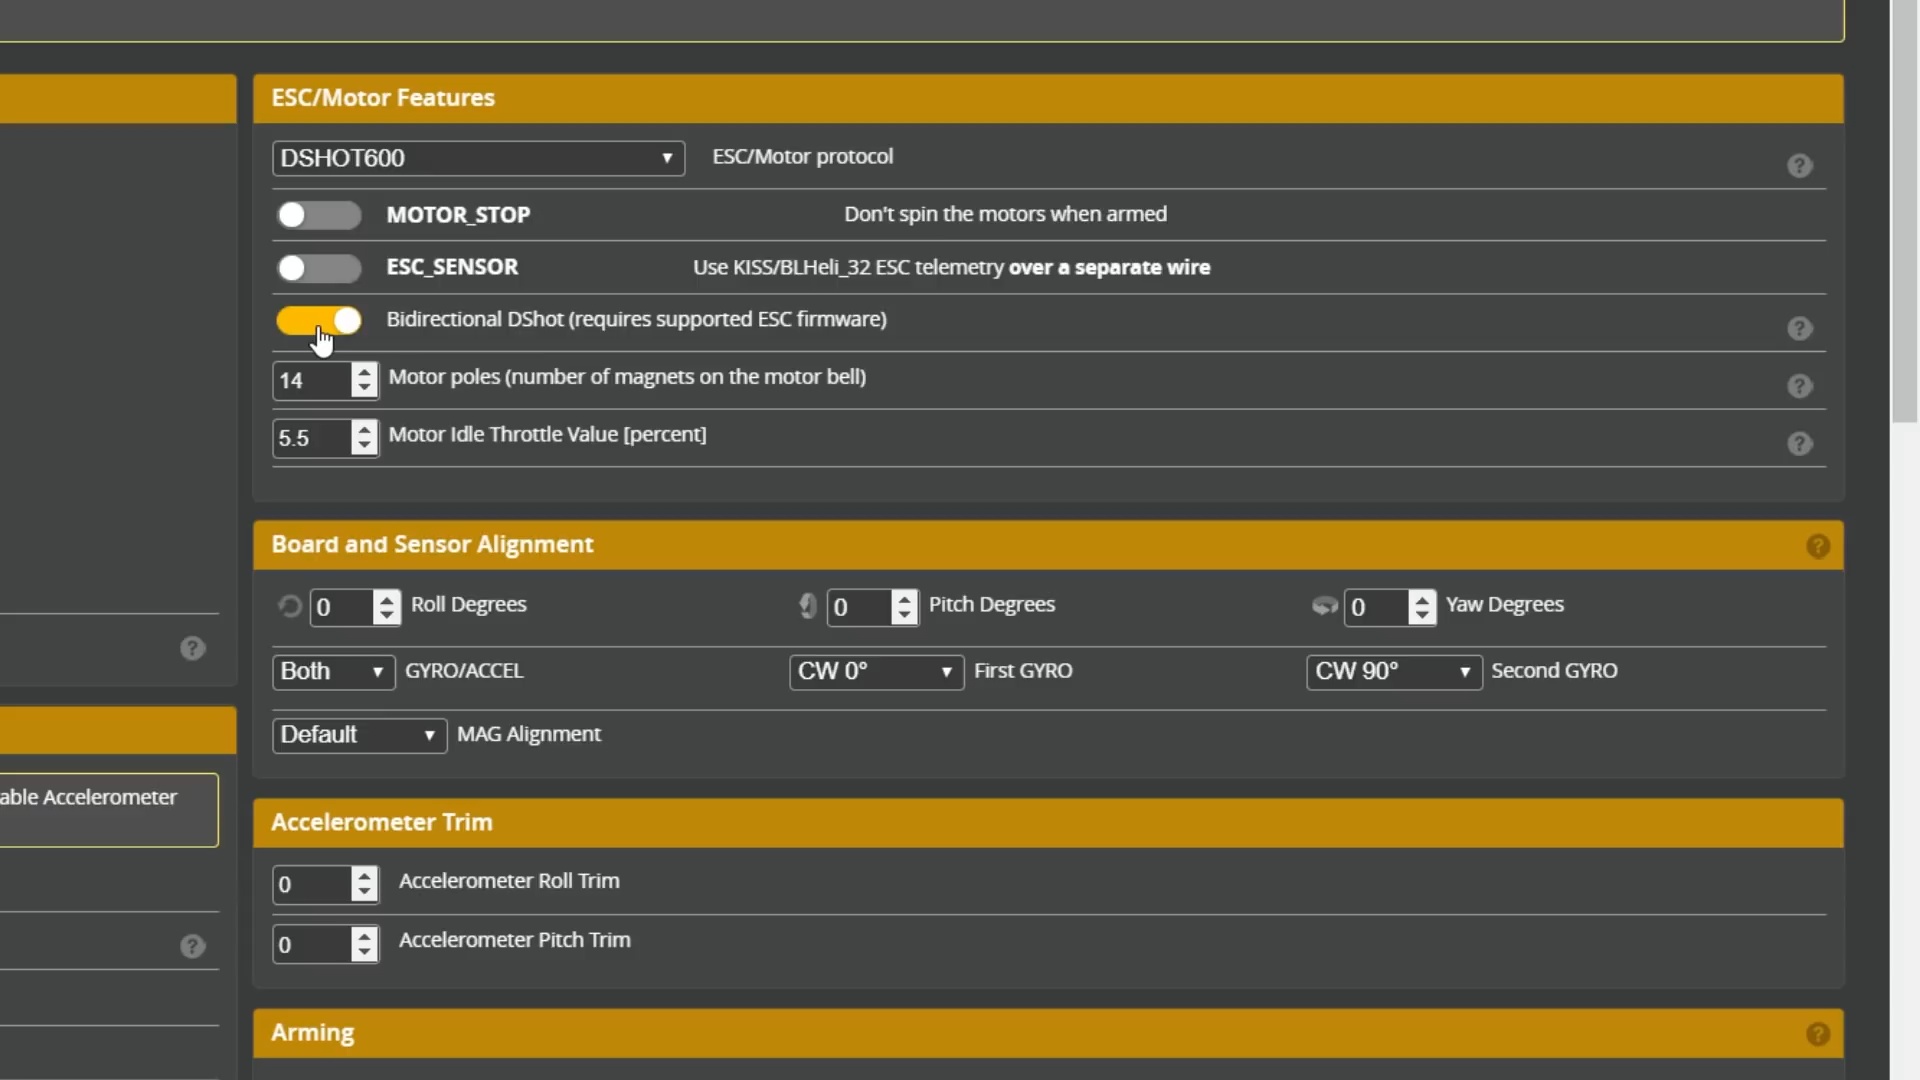 ESC/Motor Features
DSHOT600 ESC/Motor protocol
MOTOR_STOP Don't spin the motors when armed
ESC_SENSOR Use KISS/BLHeli_32 ESC telemetry over a separate wire
Bidirectional DShot (requires supported ESC firmware)
14 Motor poles (number of magnets on the motor bell)
5.5 Motor Idle Throttle Value [percent]
Board and Sensor Alignment
0 Roll Degrees 0 Pitch Degrees 0 Yaw Degrees
Both GYRO/ACCEL CW 0° First GYRO CW 90° Second GYRO
Default MAG Alignment
able Accelerometer
Accelerometer Trim
0 Accelerometer Roll Trim
0 Accelerometer Pitch Trim
Arming